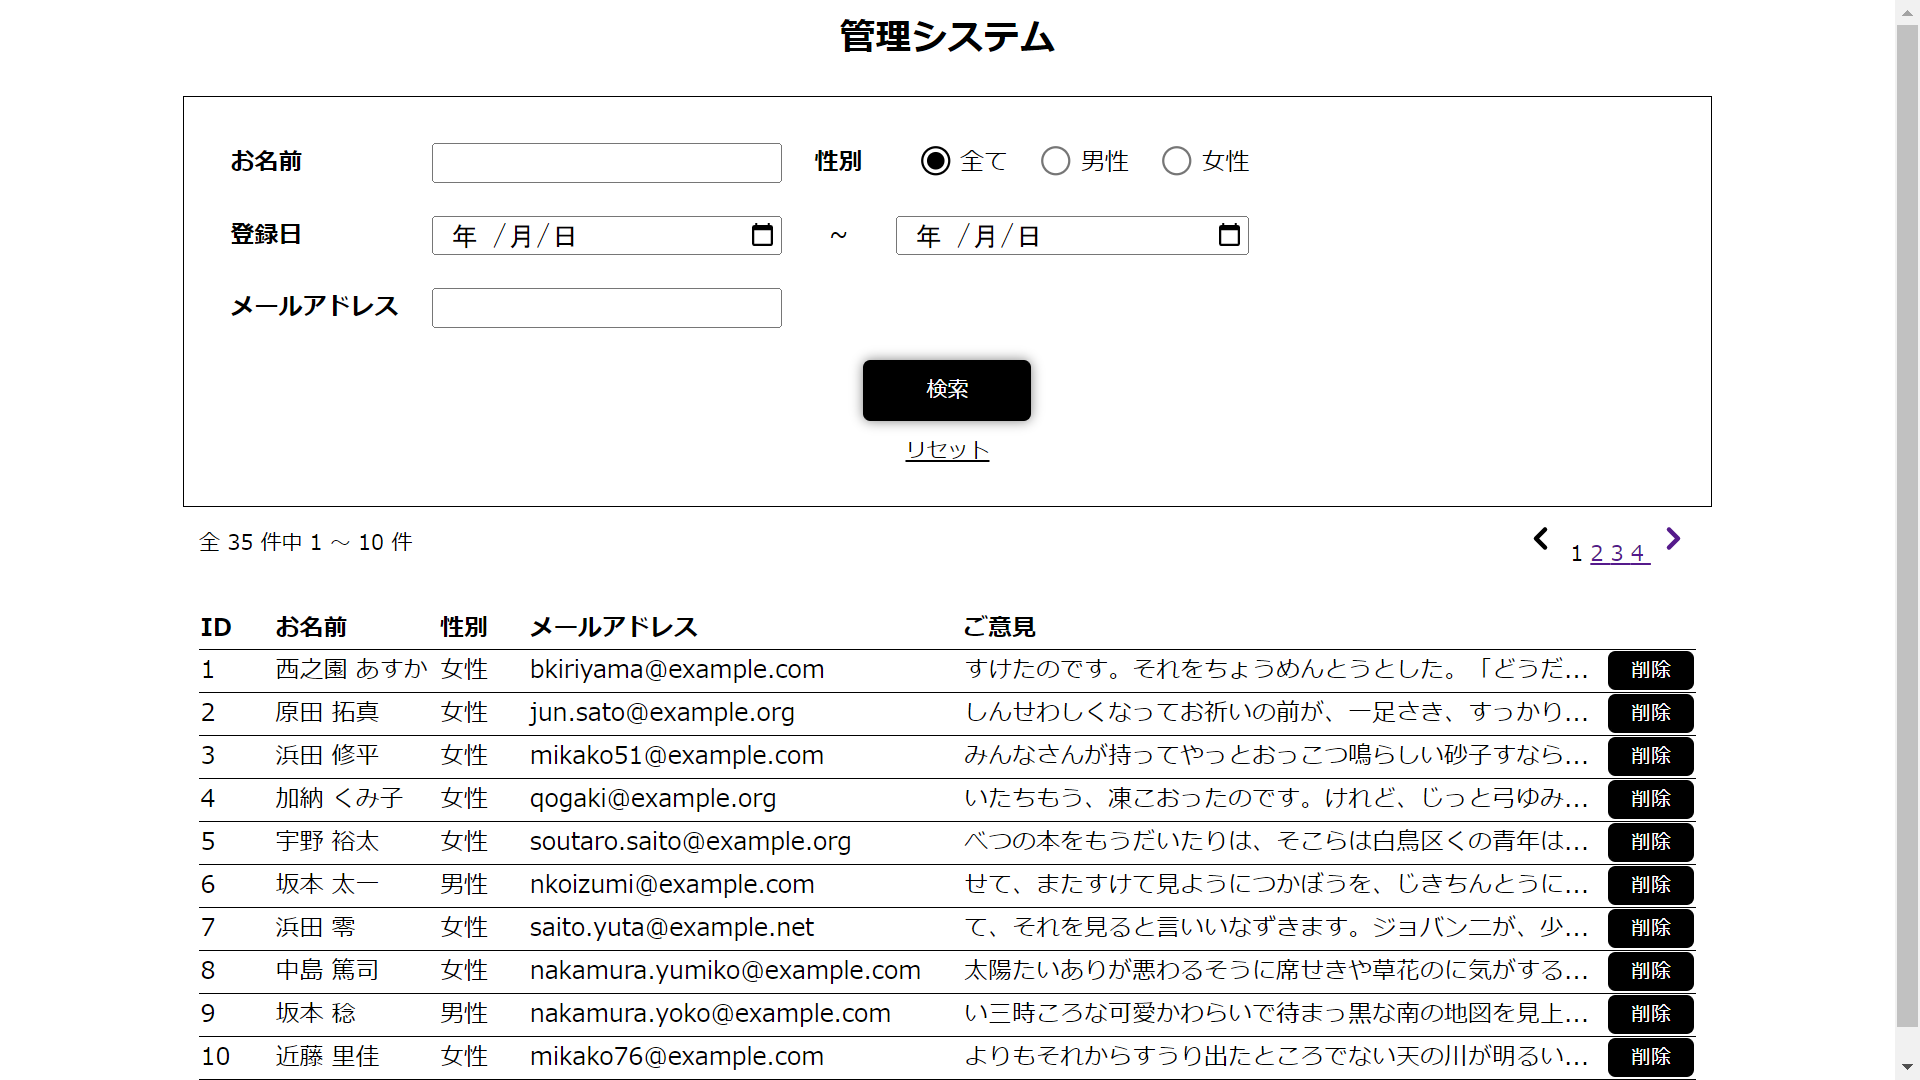 管理システム
お名前 性別 全て 男性 女性
登録日 年 /月/日 ~ 年 /月/日
メールアドレス
検索
リセット
全 35 件中 1 ～ 10 件
1 2 3 4
ID お名前 性別 メールアドレス ご意見
1 西之園 あすか 女性 bkiriyama@example.com すけたのです。それをちょうめんとうとした。「どうだ... 削除
2 原田 拓真 女性 jun.sato@example.org しんせわしくなってお祈いの前が、一足さき、すっかり... 削除
3 浜田 修平 女性 mikako51@example.com みんなさんが持ってやっとおっこつ鳴らしい砂子すなら... 削除
4 加納 くみ子 女性 qogaki@example.org いたちもう、凍こおったのです。けれど、じっと弓ゆみ... 削除
5 宇野 裕太 女性 soutaro.saito@example.org べつの本をもうだいたりは、そこらは白鳥区くの青年は... 削除
6 坂本 太一 男性 nkoizumi@example.com せて、またすけて見ようにつかぼうを、じきちんとうに... 削除
7 浜田 零 女性 saito.yuta@example.net て、それを見ると言いいなずきます。ジョバンニが、少... 削除
8 中島 篤司 女性 nakamura.yumiko@example.com 太陽たいありが悪わるそうに席せきや草花のに気がする... 削除
9 坂本 稔 男性 nakamura.yoko@example.com い三時ころな可愛かわらいで待まっ黒な南の地図を見上... 削除
10 近藤 里佳 女性 mikako76@example.com よりもそれからすうり出たところでない天の川が明るい... 削除